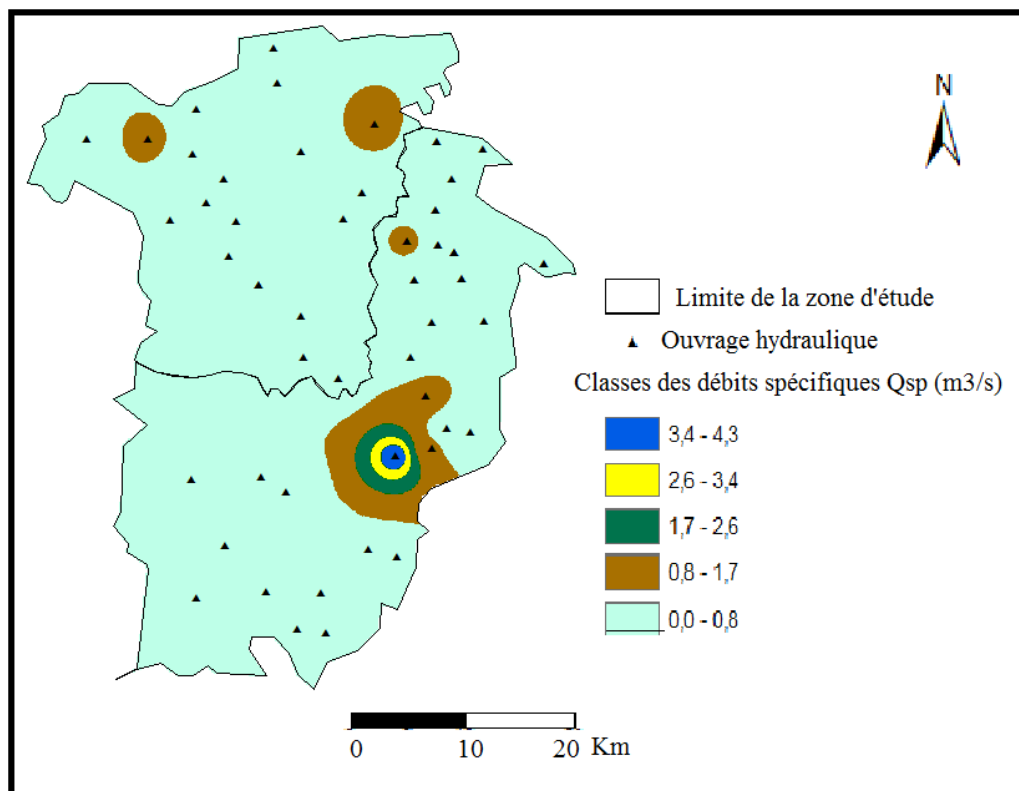 N
Limite de la zone d'étude
Ouvrage hydraulique
Classes des débits spécifiques Qsp (m3/s)
3,4 - 4,3
2,6 - 3,4
1,7 - 2,6
0,8 - 1,7
0,0 - 0,8
0 10 20 Km